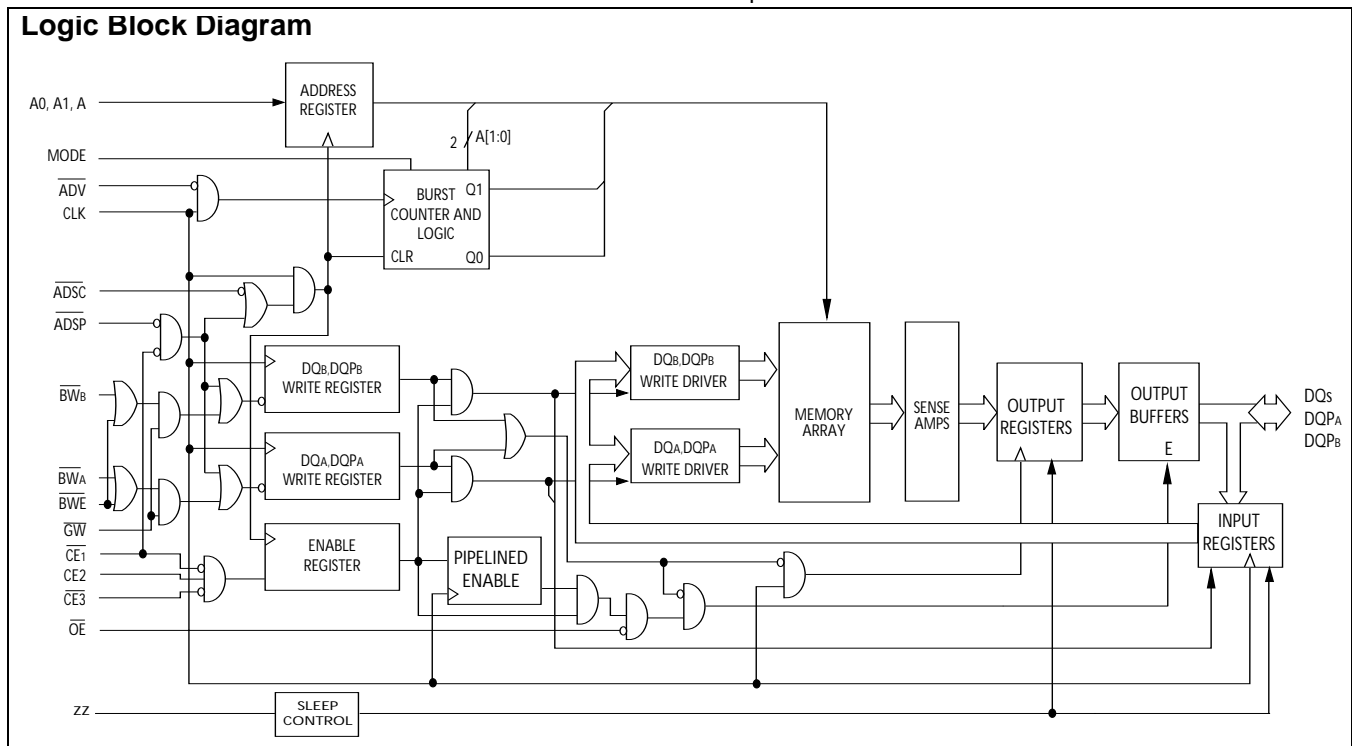 Logic Block Diagram
A0, A1, A
ADDRESS
REGISTER
2
A[1:0]
MODE
ADV
CLK
BURST
COUNTER AND
LOGIC
Q1
CLR
Q0
ADSC
ADSP
DQB,DQPB
WRITE REGISTER
DQB,DQPB
WRITE DRIVER
BWB
MEMORY
ARRAY
SENSE
AMPS
OUTPUT
REGISTERS
OUTPUT
BUFFERS
E
DQs
DQPA
DQPB
DQA,DQPA
WRITE REGISTER
DQA,DQPA
WRITE DRIVER
BWA
BWE
GW
CE1
CE2
CE3
ENABLE
REGISTER
PIPELINED
ENABLE
INPUT
REGISTERS
OE
ZZ
SLEEP
CONTROL